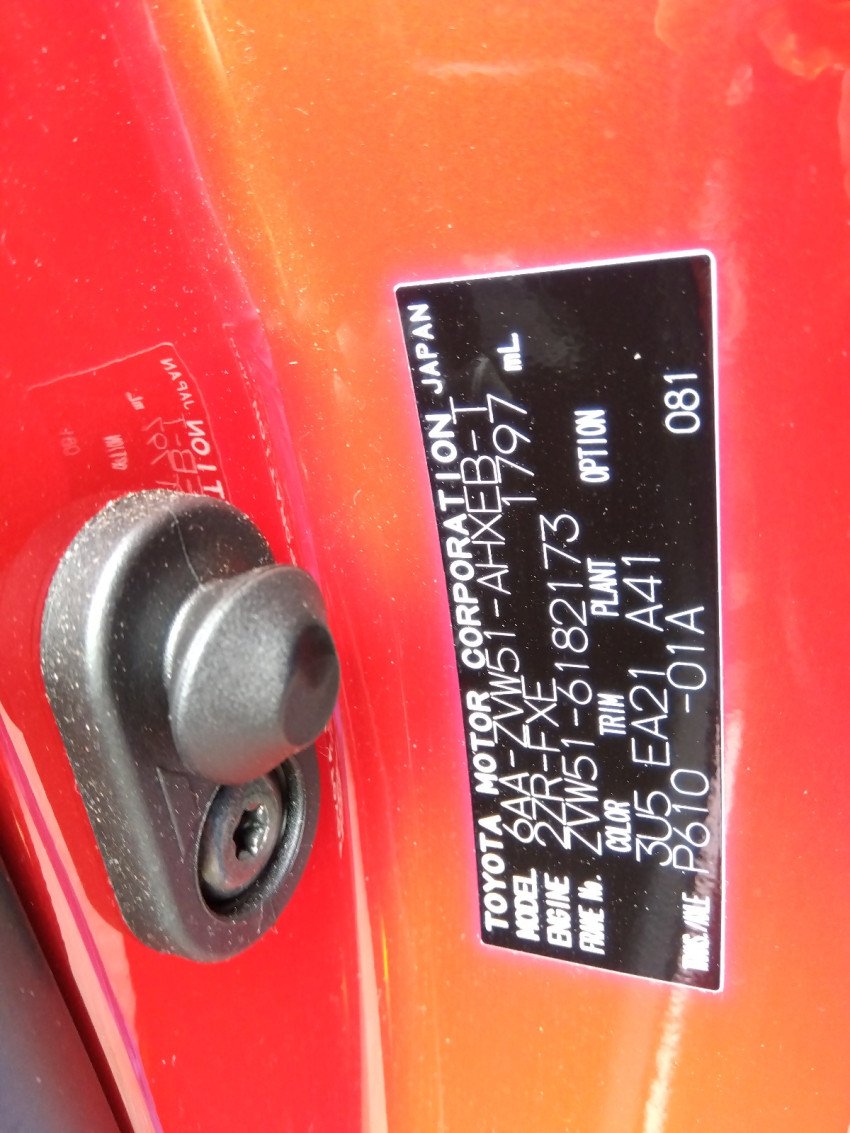 TOYOTA MOTOR CORPORATION JAPAN
MODEL 6AA-ZVW51-AHXEB-T
ENGINE 2ZR-FXE 1797 mL
FRAME No. ZVW51-6182173
COLOR TRIM PLANT OPTION
3U5 EA21 A41
TRNS./AXLE P610 -01A 081